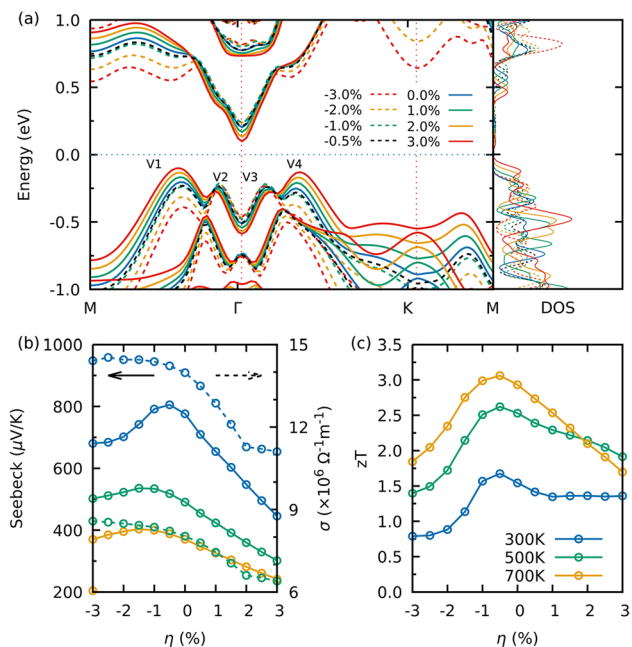 (a)
1.0
0.5
0.0
-0.5
-1.0
Energy (eV)
-3.0% 0.0%
-2.0% 1.0%
-1.0% 2.0%
-0.5% 3.0%
V1 V2 V3 V4
M Γ K M DOS
(b)
1000
800
600
400
200
Seebeck (μV/K)
15
12
9
6
σ (×10⁶ Ω⁻¹m⁻¹)
-3 -2 -1 0 1 2 3
η (%)
(c)
3.5
3.0
2.5
2.0
1.5
1.0
0.5
0.0
zT
300K
500K
700K
-3 -2 -1 0 1 2 3
η (%)